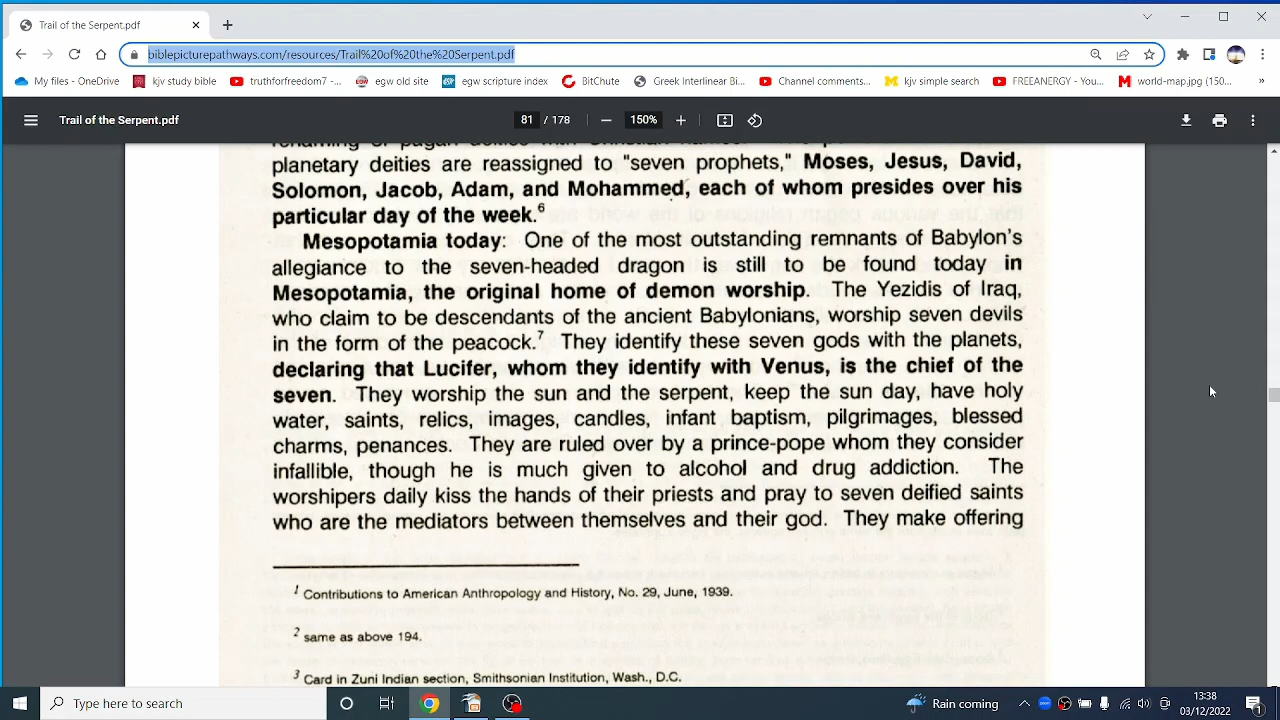 Trail of the Serpent.pdf
biblepicturepathways.com/resources/Trail%20of%20the%20Serpent.pdf
My files - OneDrive
kjv study bible
truthforfreedom7 -...
egw old site
egw scripture index
BitChute
Greek Interlinear Bi...
Channel comments...
kjv simple search
FREEANERGY - You...
world-map.jpg (150...
Trail of the Serpent.pdf
81 / 178
150%
planetary deities are reassigned to "seven prophets," Moses, Jesus, David,
Solomon, Jacob, Adam, and Mohammed, each of whom presides over his
particular day of the week.6
Mesopotamia today: One of the most outstanding remnants of Babylon's
allegiance to the seven-headed dragon is still to be found today in
Mesopotamia, the original home of demon worship. The Yezidis of Iraq,
who claim to be descendants of the ancient Babylonians, worship seven devils
in the form of the peacock.7 They identify these seven gods with the planets,
declaring that Lucifer, whom they identify with Venus, is the chief of the
seven. They worship the sun and the serpent, keep the sun day, have holy
water, saints, relics, images, candles, infant baptism, pilgrimages, blessed
charms, penances. They are ruled over by a prince-pope whom they consider
infallible, though he is much given to alcohol and drug addiction. The
worshipers daily kiss the hands of their priests and pray to seven deified saints
who are the mediators between themselves and their god. They make offering
1 Contributions to American Anthropology and History, No. 29, June, 1939.
2 same as above 194.
3 Card in Zuni Indian section, Smithsonian Institution, Wash., D.C.
Type here to search
Rain coming
13:38
03/12/2022